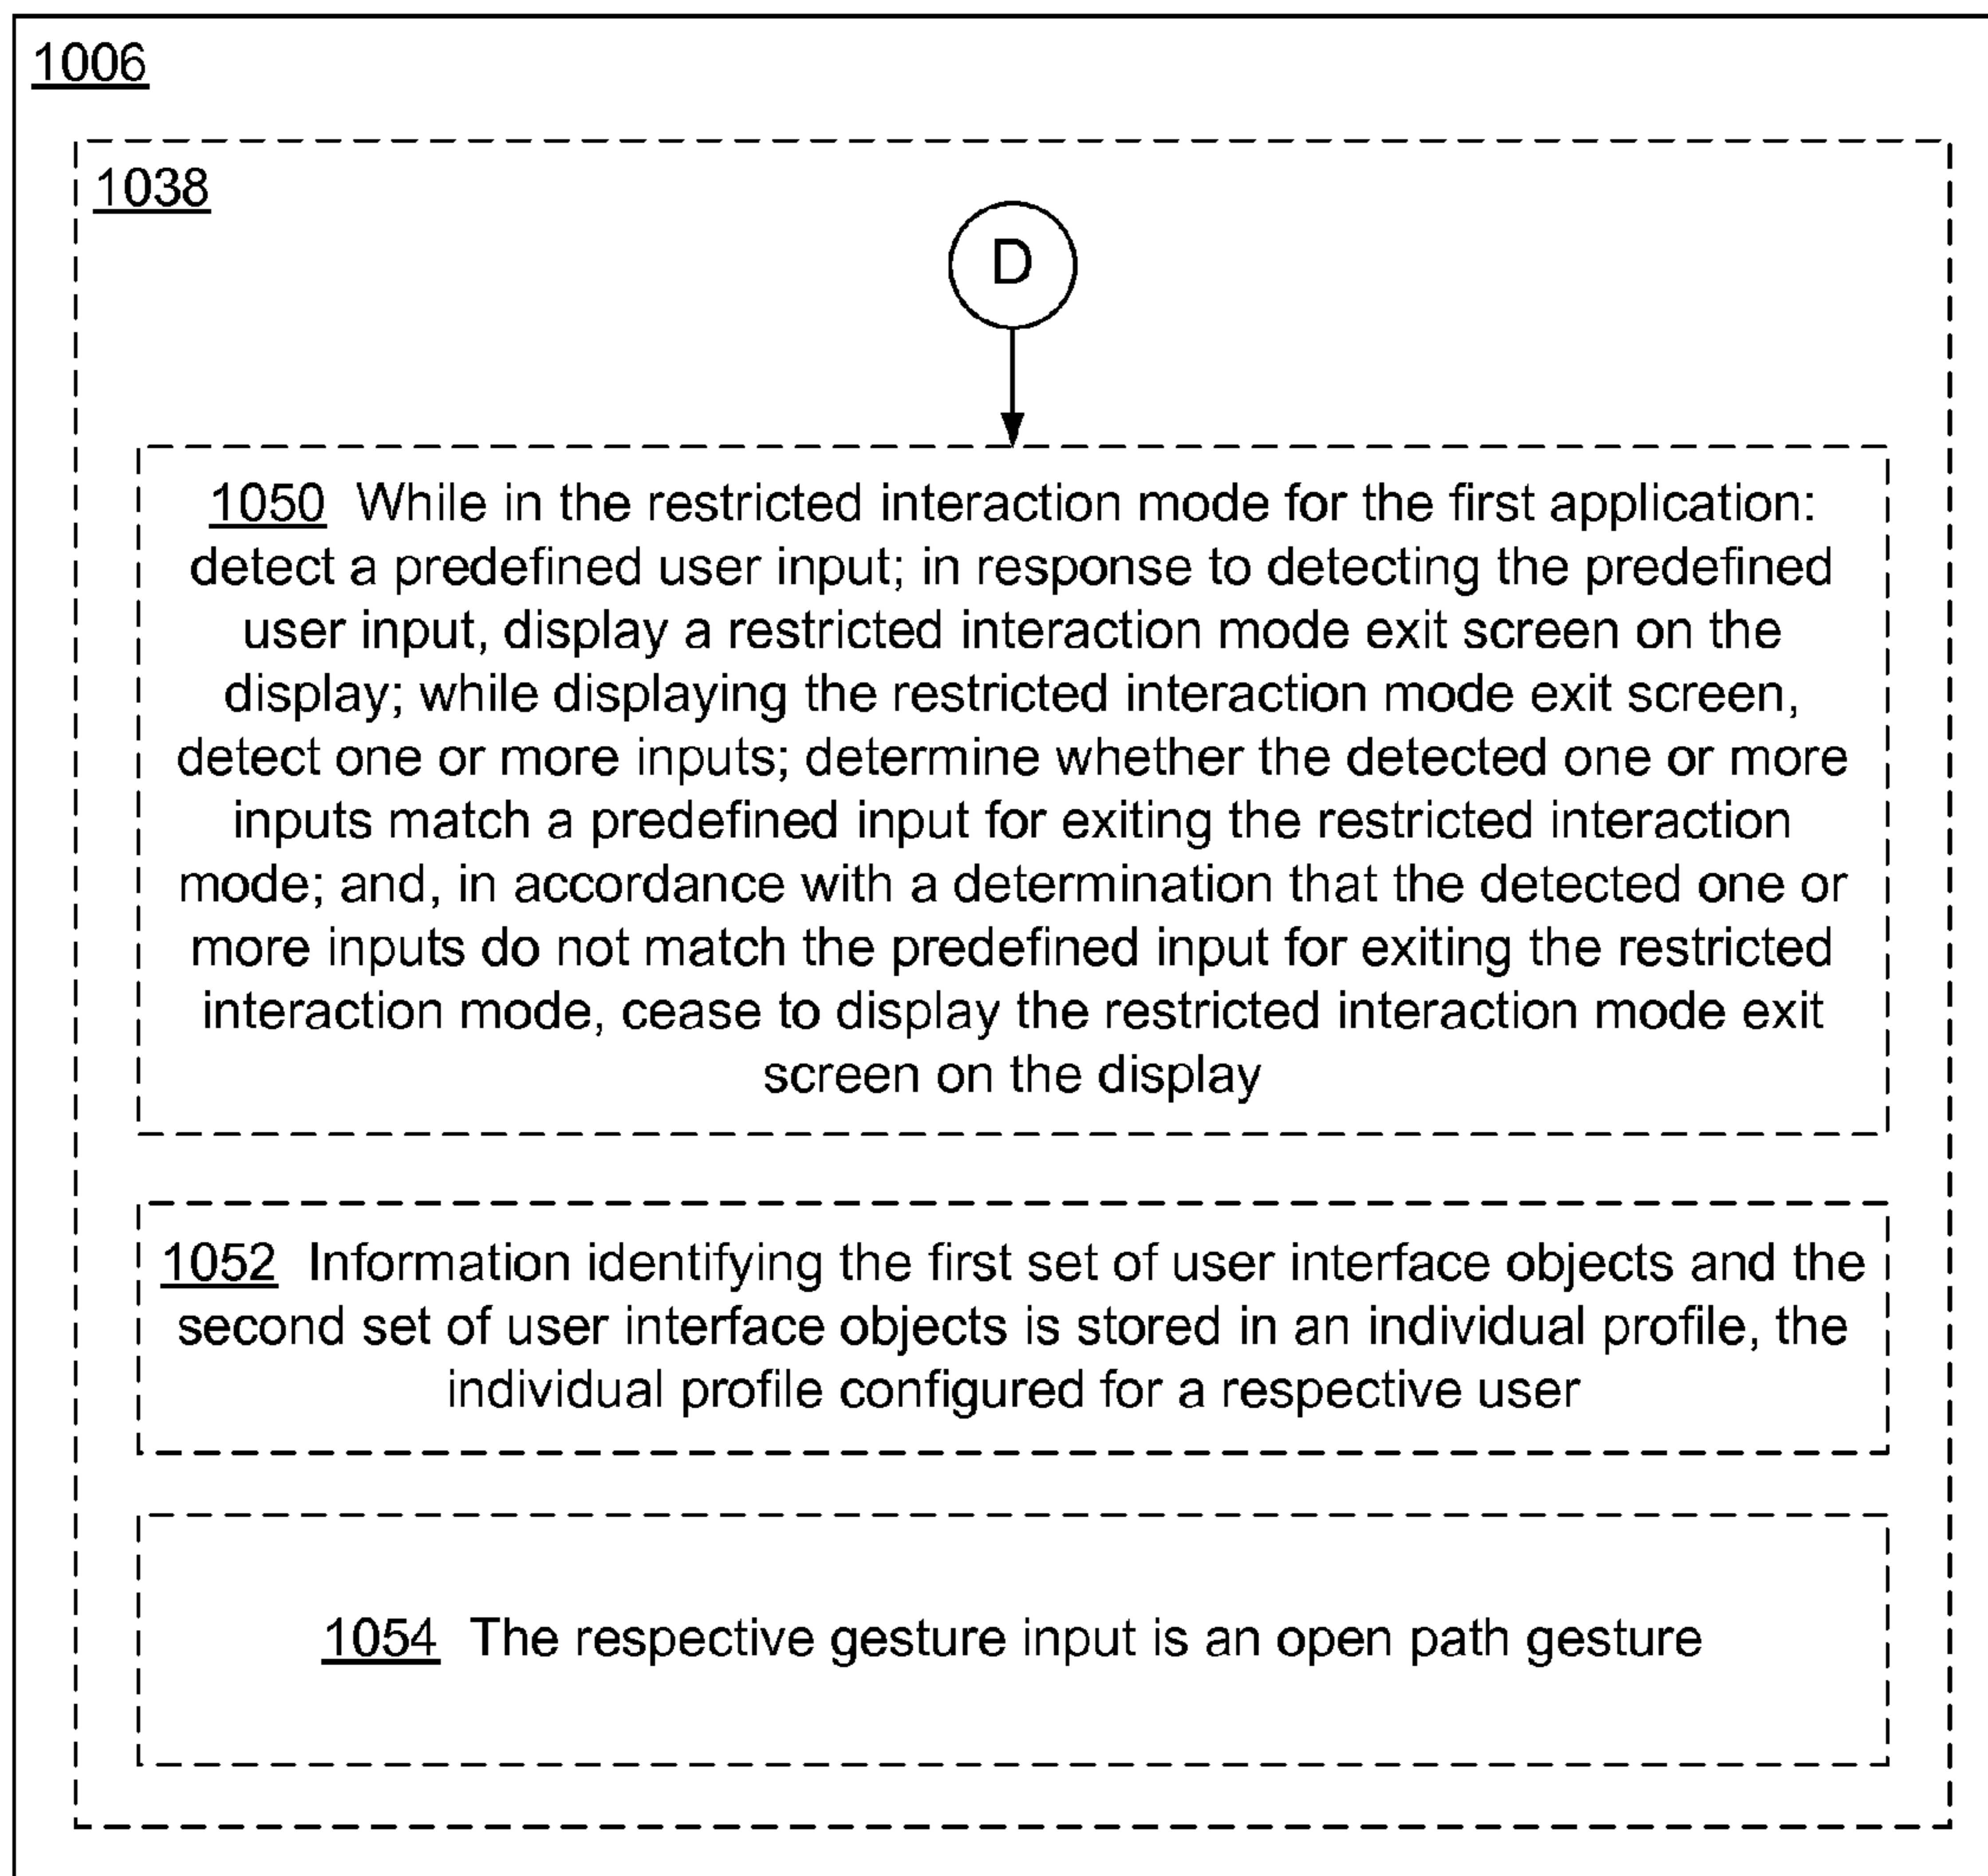 1006
1038
D
1050 While in the restricted interaction mode for the first application:
detect a predefined user input; in response to detecting the predefined
user input, display a restricted interaction mode exit screen on the
display; while displaying the restricted interaction mode exit screen,
detect one or more inputs; determine whether the detected one or more
inputs match a predefined input for exiting the restricted interaction
mode; and, in accordance with a determination that the detected one or
more inputs do not match the predefined input for exiting the restricted
interaction mode, cease to display the restricted interaction mode exit
screen on the display
1052 Information identifying the first set of user interface objects and the
second set of user interface objects is stored in an individual profile, the
individual profile configured for a respective user
1054 The respective gesture input is an open path gesture